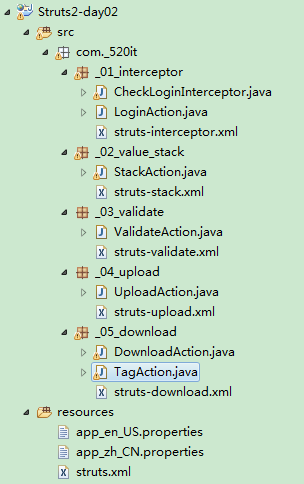 Struts2-day02
src
com._520it
_01_interceptor
CheckLoginInterceptor.java
LoginAction.java
struts-interceptor.xml
_02_value_stack
StackAction.java
struts-stack.xml
_03_validate
ValidateAction.java
struts-validate.xml
_04_upload
UploadAction.java
struts-upload.xml
_05_download
DownloadAction.java
TagAction.java
struts-download.xml
resources
app_en_US.properties
app_zh_CN.properties
struts.xml